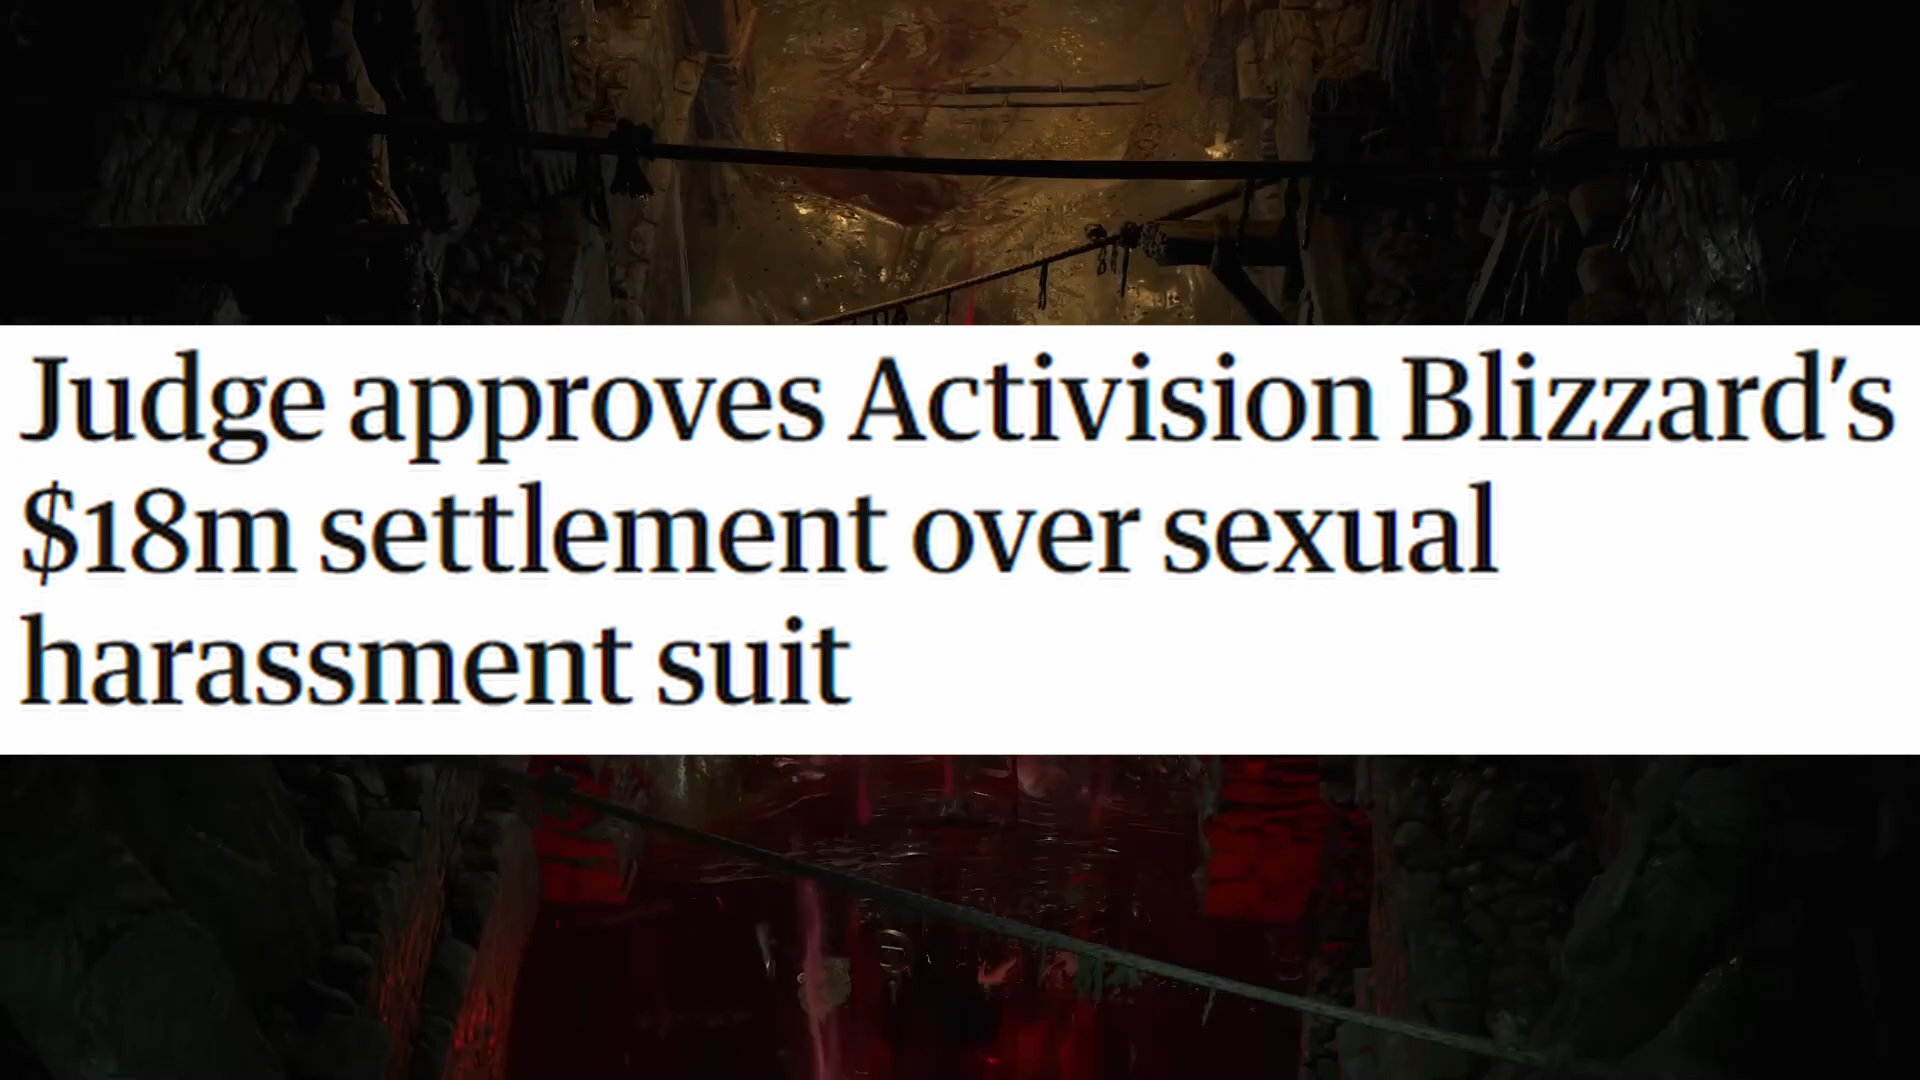 Judge approves Activision Blizzard’s
$18m settlement over sexual
harassment suit